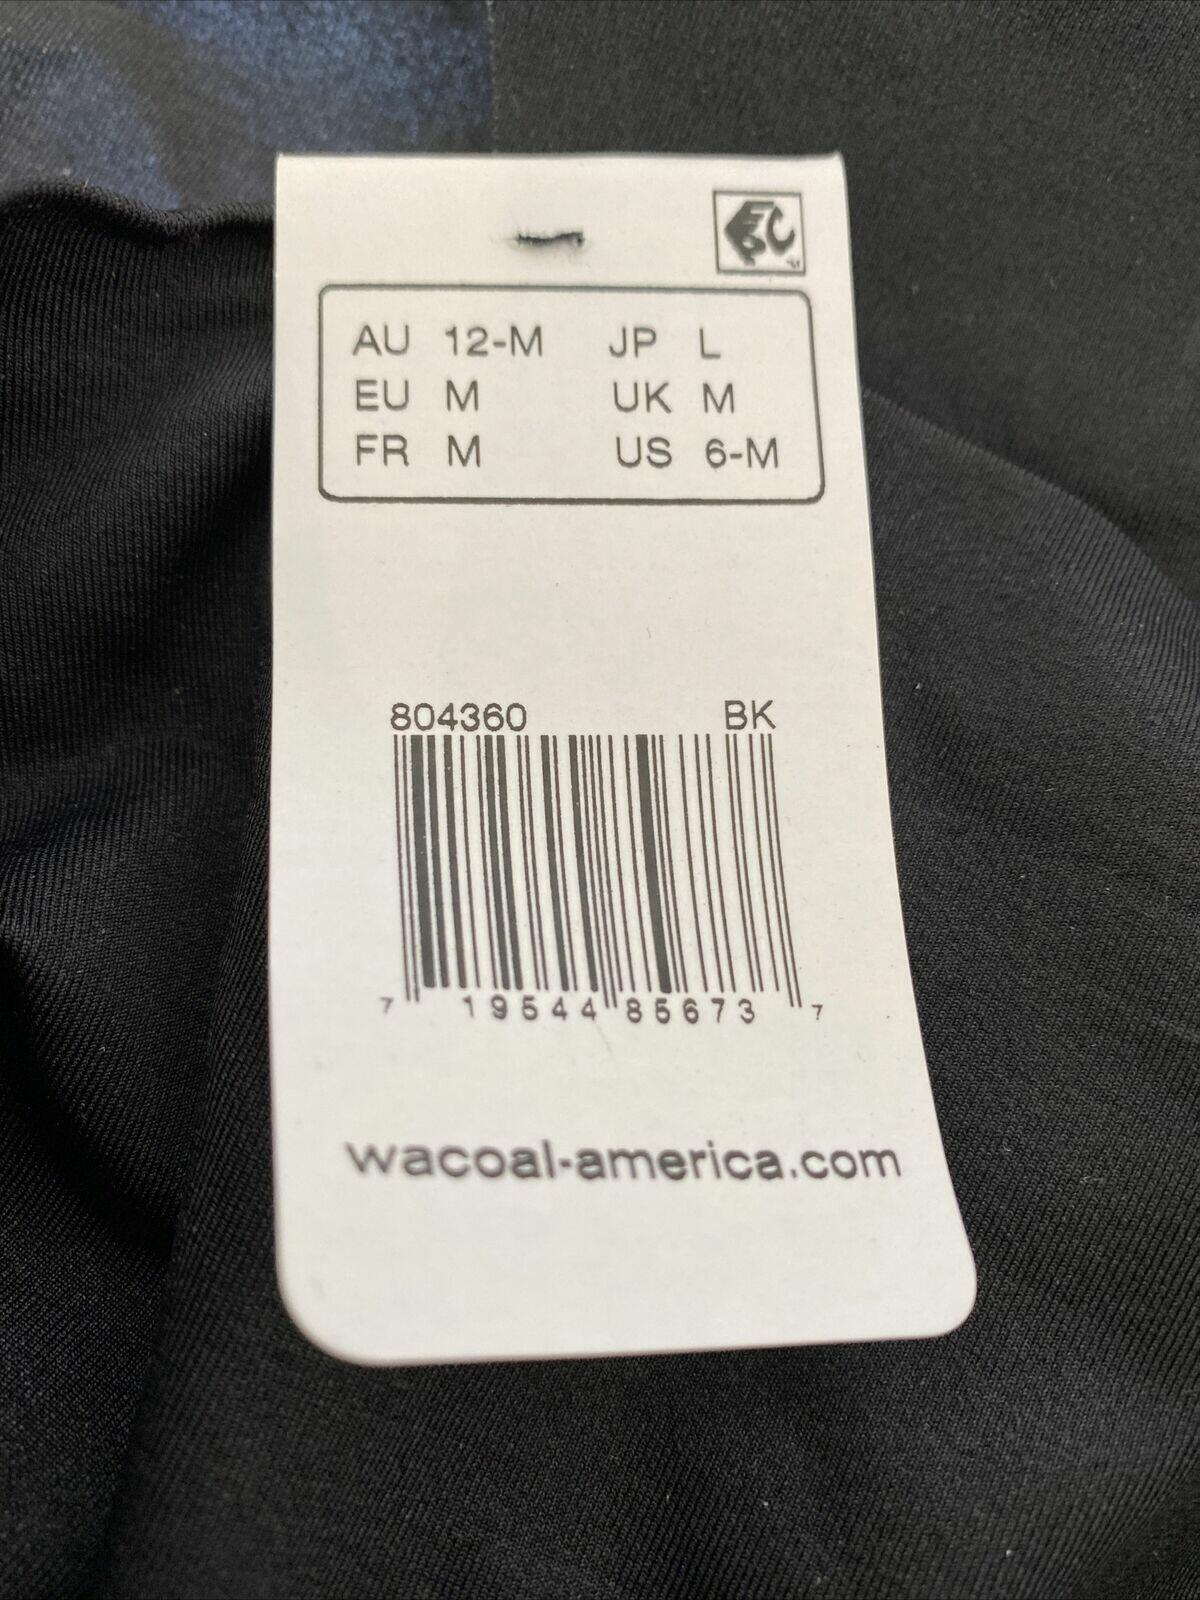 AU 12-M JP L
EU M UK M
FR M US 6-M
804360 BK
7 19544 85673 7
wacoal-america.com